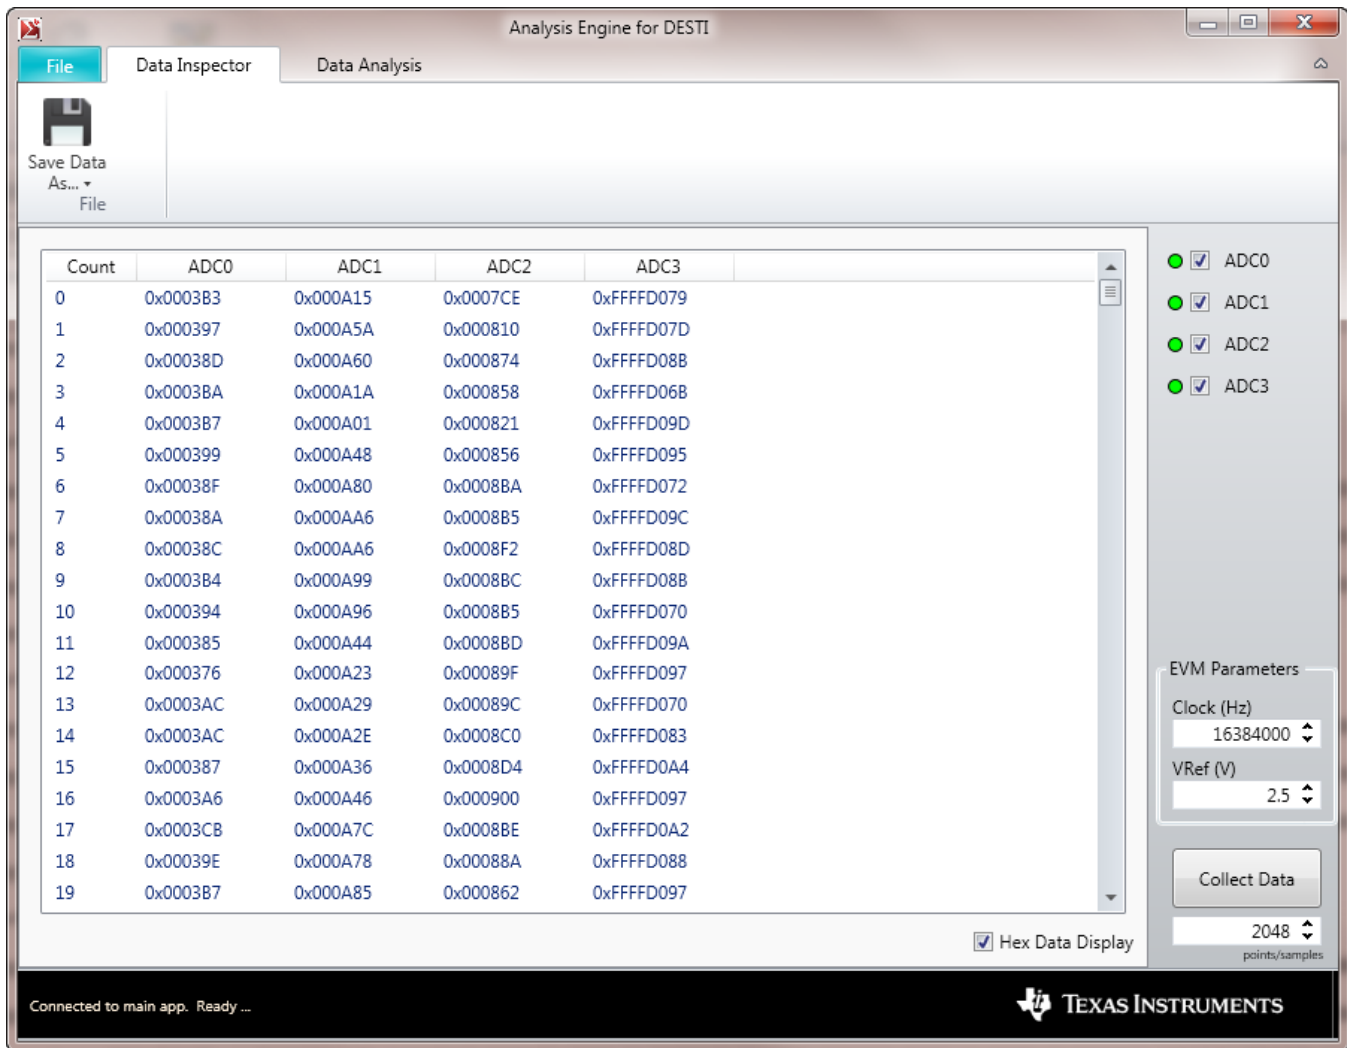 Analysis Engine for DESTI
File Data Inspector Data Analysis
Save Data
As...
File
Count ADC0 ADC1 ADC2 ADC3
0 0x0003B3 0x000A15 0x0007CE 0xFFFFD079
1 0x000397 0x000A5A 0x000810 0xFFFFD07D
2 0x00038D 0x000A60 0x000874 0xFFFFD08B
3 0x0003BA 0x000A1A 0x000858 0xFFFFD06B
4 0x0003B7 0x000A01 0x000821 0xFFFFD09D
5 0x000399 0x000A48 0x000856 0xFFFFD095
6 0x00038F 0x000A80 0x0008BA 0xFFFFD072
7 0x00038A 0x000AA6 0x0008B5 0xFFFFD09C
8 0x00038C 0x000AA6 0x0008F2 0xFFFFD08D
9 0x0003B4 0x000A99 0x0008BC 0xFFFFD08B
10 0x000394 0x000A96 0x0008B5 0xFFFFD070
11 0x000385 0x000A44 0x0008BD 0xFFFFD09A
12 0x000376 0x000A23 0x00089F 0xFFFFD097
13 0x0003AC 0x000A29 0x00089C 0xFFFFD070
14 0x0003AC 0x000A2E 0x0008C0 0xFFFFD083
15 0x000387 0x000A36 0x0008D4 0xFFFFD0A4
16 0x0003A6 0x000A46 0x000900 0xFFFFD097
17 0x0003CB 0x000A7C 0x0008BE 0xFFFFD0A2
18 0x00039E 0x000A78 0x00088A 0xFFFFD088
19 0x0003B7 0x000A85 0x000862 0xFFFFD097
Hex Data Display
ADC0
ADC1
ADC2
ADC3
EVM Parameters
Clock (Hz)
16384000
VRef (V)
2.5
Collect Data
2048
points/samples
Connected to main app. Ready ...
TEXAS INSTRUMENTS